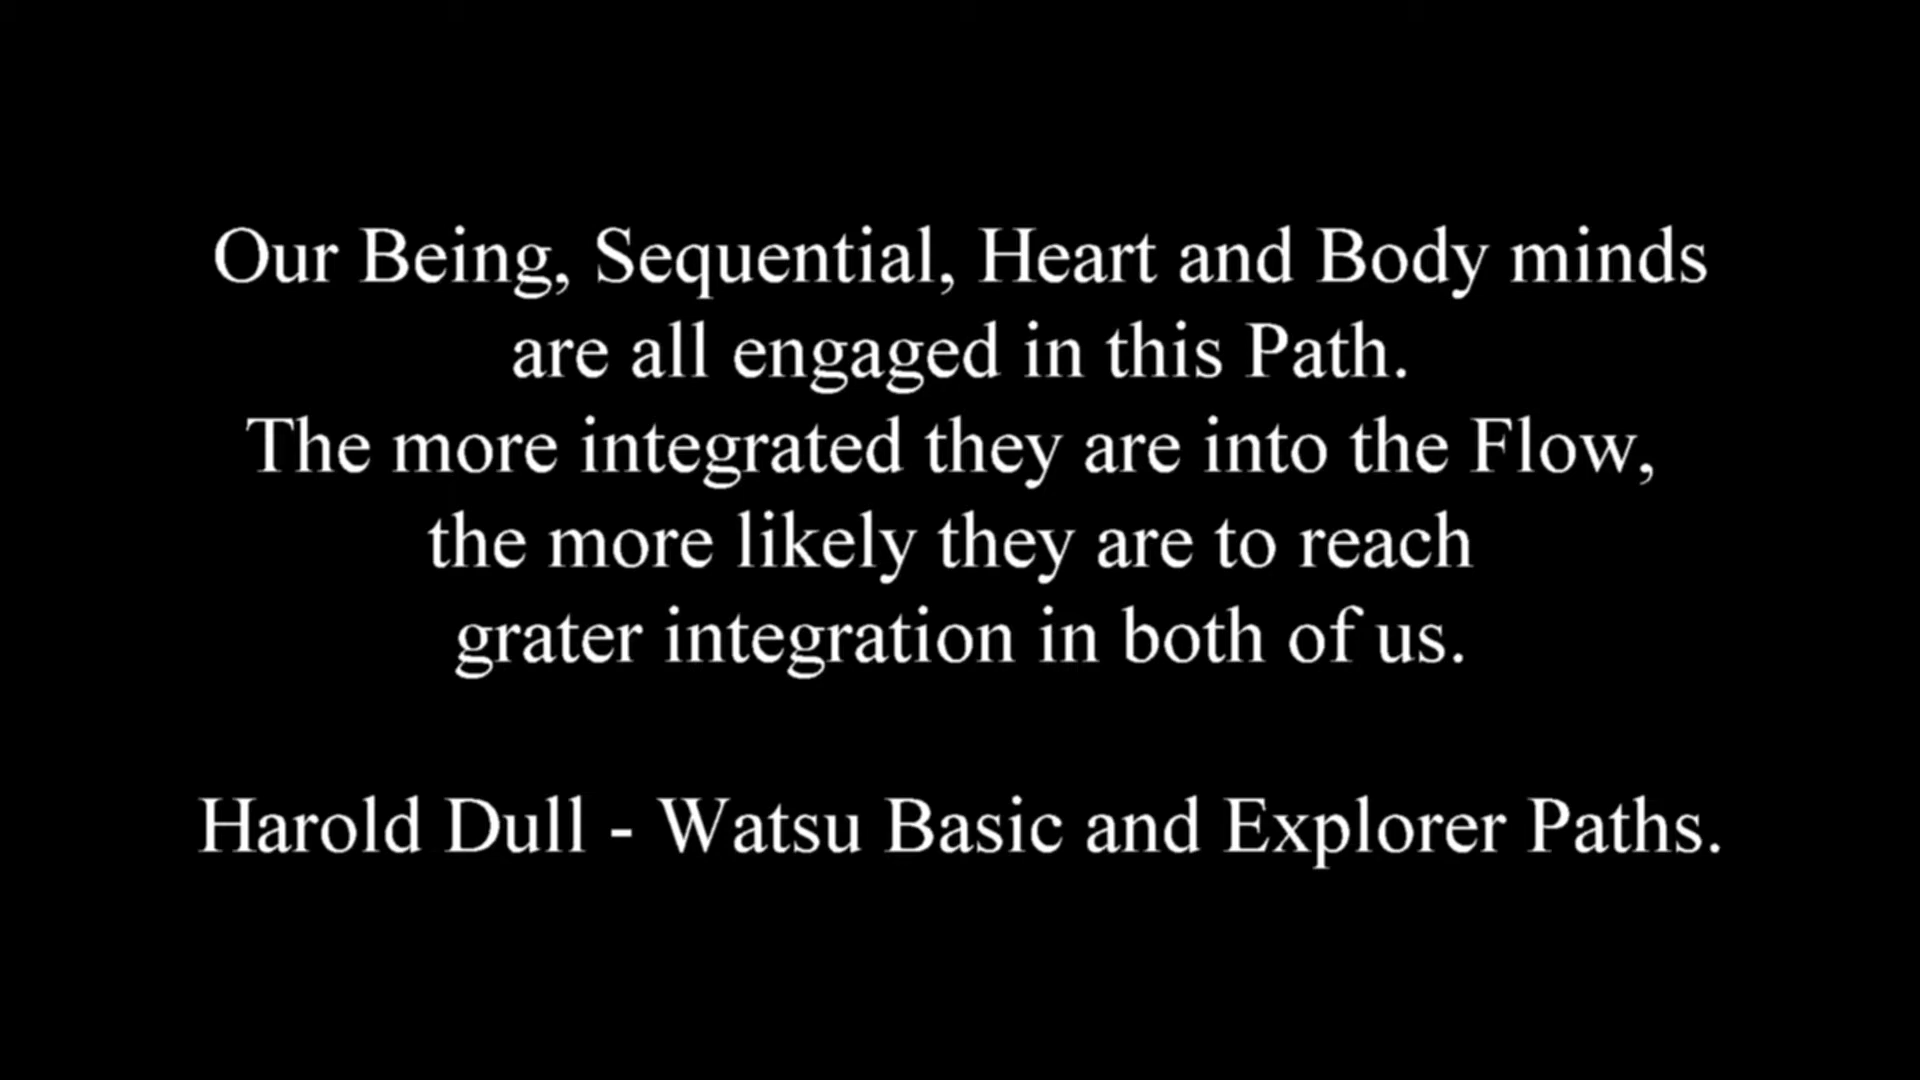 Our Being, Sequential, Heart and Body minds
are all engaged in this Path.
The more integrated they are into the Flow,
the more likely they are to reach
grater integration in both of us.
Harold Dull - Watsu Basic and Explorer Paths.